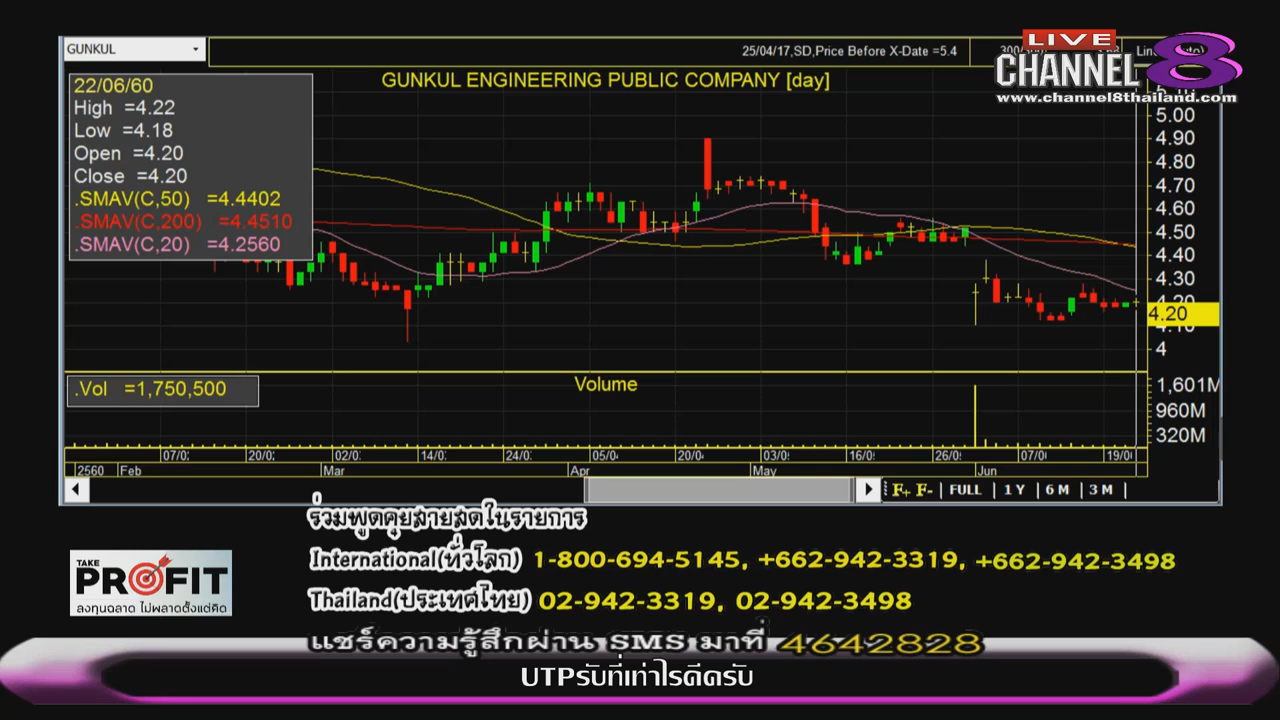 GUNKUL
25/04/17,SD,Price Before X-Date =5.4
LIVE
CHANNEL 8
www.channel8thailand.com
GUNKUL ENGINEERING PUBLIC COMPANY [day]
22/06/60
High =4.22
Low =4.18
Open =4.20
Close =4.20
.SMAV(C,50) =4.4402
.SMAV(C,200) =4.4510
.SMAV(C,20) =4.2560
5.00
4.90
4.80
4.70
4.60
4.50
4.40
4.30
4.20
4.20
4.10
4
.Vol =1,750,500
Volume
1,601M
960M
320M
07/0 20/0 02/0 14/0 24/0 05/0 20/0 03/0 16/0 26/0 07/0 19/0
2560 Feb Mar Apr May Jun
F+ F- | FULL | 1 Y | 6 M | 3 M |
ร่วมพูดคุยสายสดในรายการ
International(ทั่วโลก) 1-800-694-5145, +662-942-3319, +662-942-3498
TAKE
PROFIT
ลงทุนฉลาด ไม่พลาดตั้งแต่คิด
Thailand(ประเทศไทย) 02-942-3319, 02-942-3498
แชร์ความรู้สึกผ่าน SMS มาที่ 4642828
UTPรับที่เท่าไรดีครับ